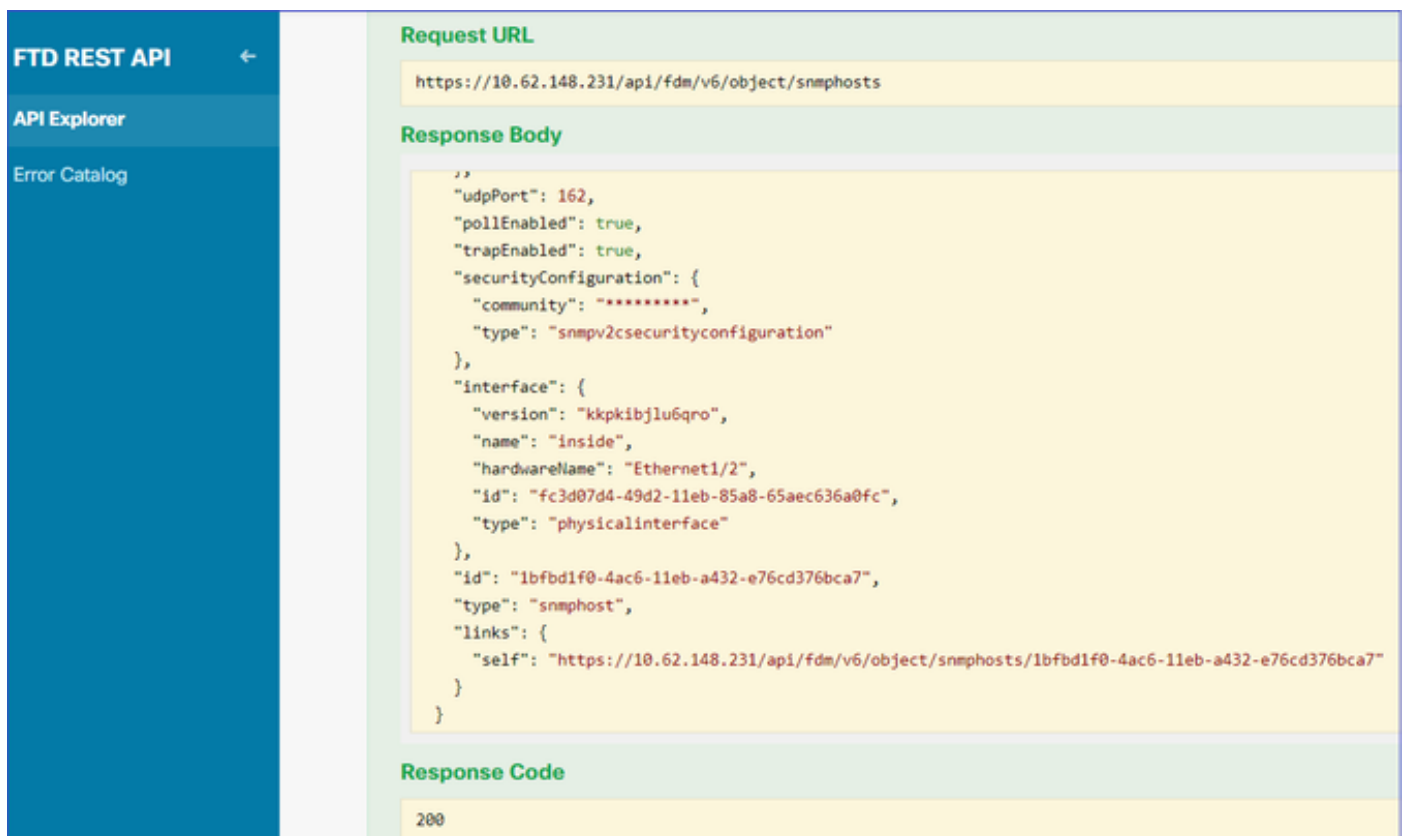 FTD REST API ←
API Explorer
Error Catalog
Request URL
https://10.62.148.231/api/fdm/v6/object/snmphosts
Response Body
},
"udpPort": 162,
"pollEnabled": true,
"trapEnabled": true,
"securityConfiguration": {
"community": "*********",
"type": "snmpv2csecurityconfiguration"
},
"interface": {
"version": "kkpkibjlu6qro",
"name": "inside",
"hardwareName": "Ethernet1/2",
"id": "fc3d07d4-49d2-11eb-85a8-65aec636a0fc",
"type": "physicalinterface"
},
"id": "1bfbd1f0-4ac6-11eb-a432-e76cd376bca7",
"type": "snmphost",
"links": {
"self": "https://10.62.148.231/api/fdm/v6/object/snmphosts/1bfbd1f0-4ac6-11eb-a432-e76cd376bca7"
}
}
Response Code
200